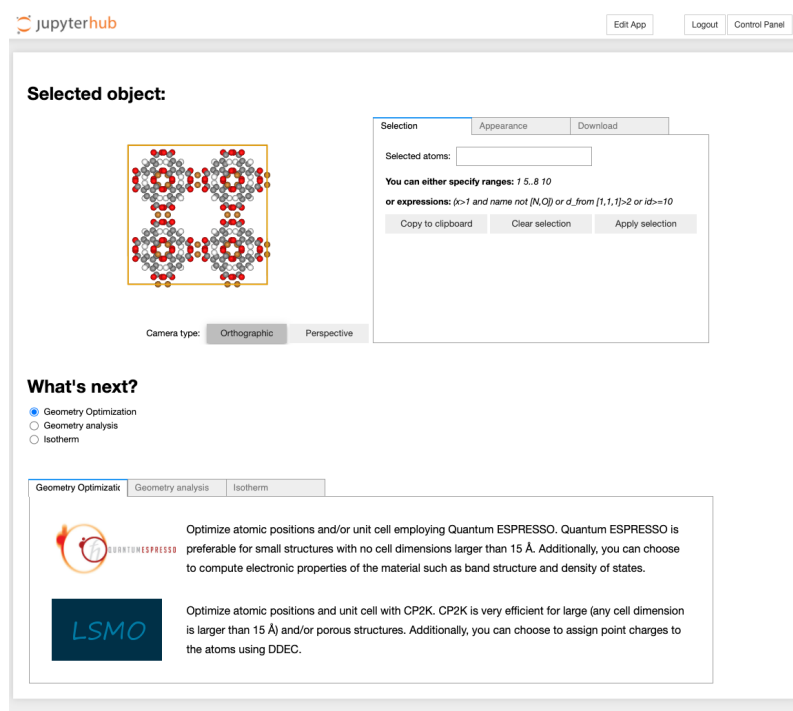 jupyterhub
Edit App
Logout
Control Panel
Selected object:
Selection
Appearance
Download
Selected atoms:
You can either specify ranges: 1 5..8 10
or expressions: (x>1 and name not [N,O]) or d_from [1,1,1]>2 or id>=10
Copy to clipboard
Clear selection
Apply selection
Camera type:
Orthographic
Perspective
What's next?
Geometry Optimization
Geometry analysis
Isotherm
Geometry Optimizatic
Geometry analysis
Isotherm
QUANTUMESPRESSO
Optimize atomic positions and/or unit cell employing Quantum ESPRESSO. Quantum ESPRESSO is
preferable for small structures with no cell dimensions larger than 15 Å. Additionally, you can choose
to compute electronic properties of the material such as band structure and density of states.
LSMO
Optimize atomic positions and unit cell with CP2K. CP2K is very efficient for large (any cell dimension
is larger than 15 Å) and/or porous structures. Additionally, you can choose to assign point charges to
the atoms using DDEC.